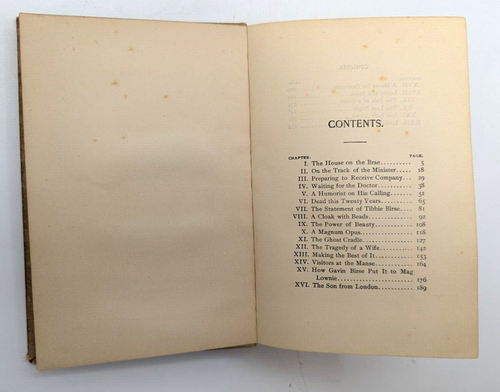 CONTENTS.
CHAPTER. PAGE.
I. The House on the Brae........... 5
II. On the Track of the Minister...... 18
III. Preparing to Receive Company.... 29
IV. Waiting for the Doctor.......... 38
V. A Humorist on His Calling........ 51
VI. Dead this Twenty Years......... 65
VII. The Statement of Tibbie Birse..... 81
VIII. A Cloak with Beads............ 92
IX. The Power of Beauty............ 108
X. A Magnum Opus................ 118
XI. The Ghost Cradle............... 127
XII. The Tragedy of a Wife.......... 142
XIII. Making the Best of It........... 153
XIV. Visitors at the Manse........... 164
XV. How Gavin Birse Put It to Mag
Lownie...................... 176
XVI. The Son from London........... 189